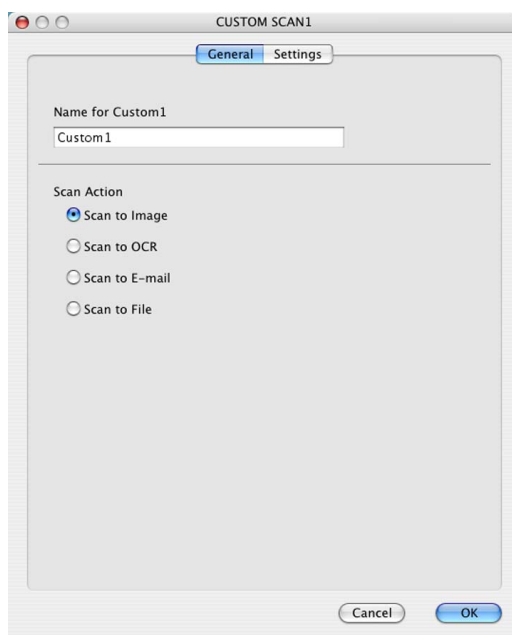 CUSTOM SCAN1
General Settings
Name for Custom1
Custom1
Scan Action
Scan to Image
Scan to OCR
Scan to E-mail
Scan to File
Cancel OK